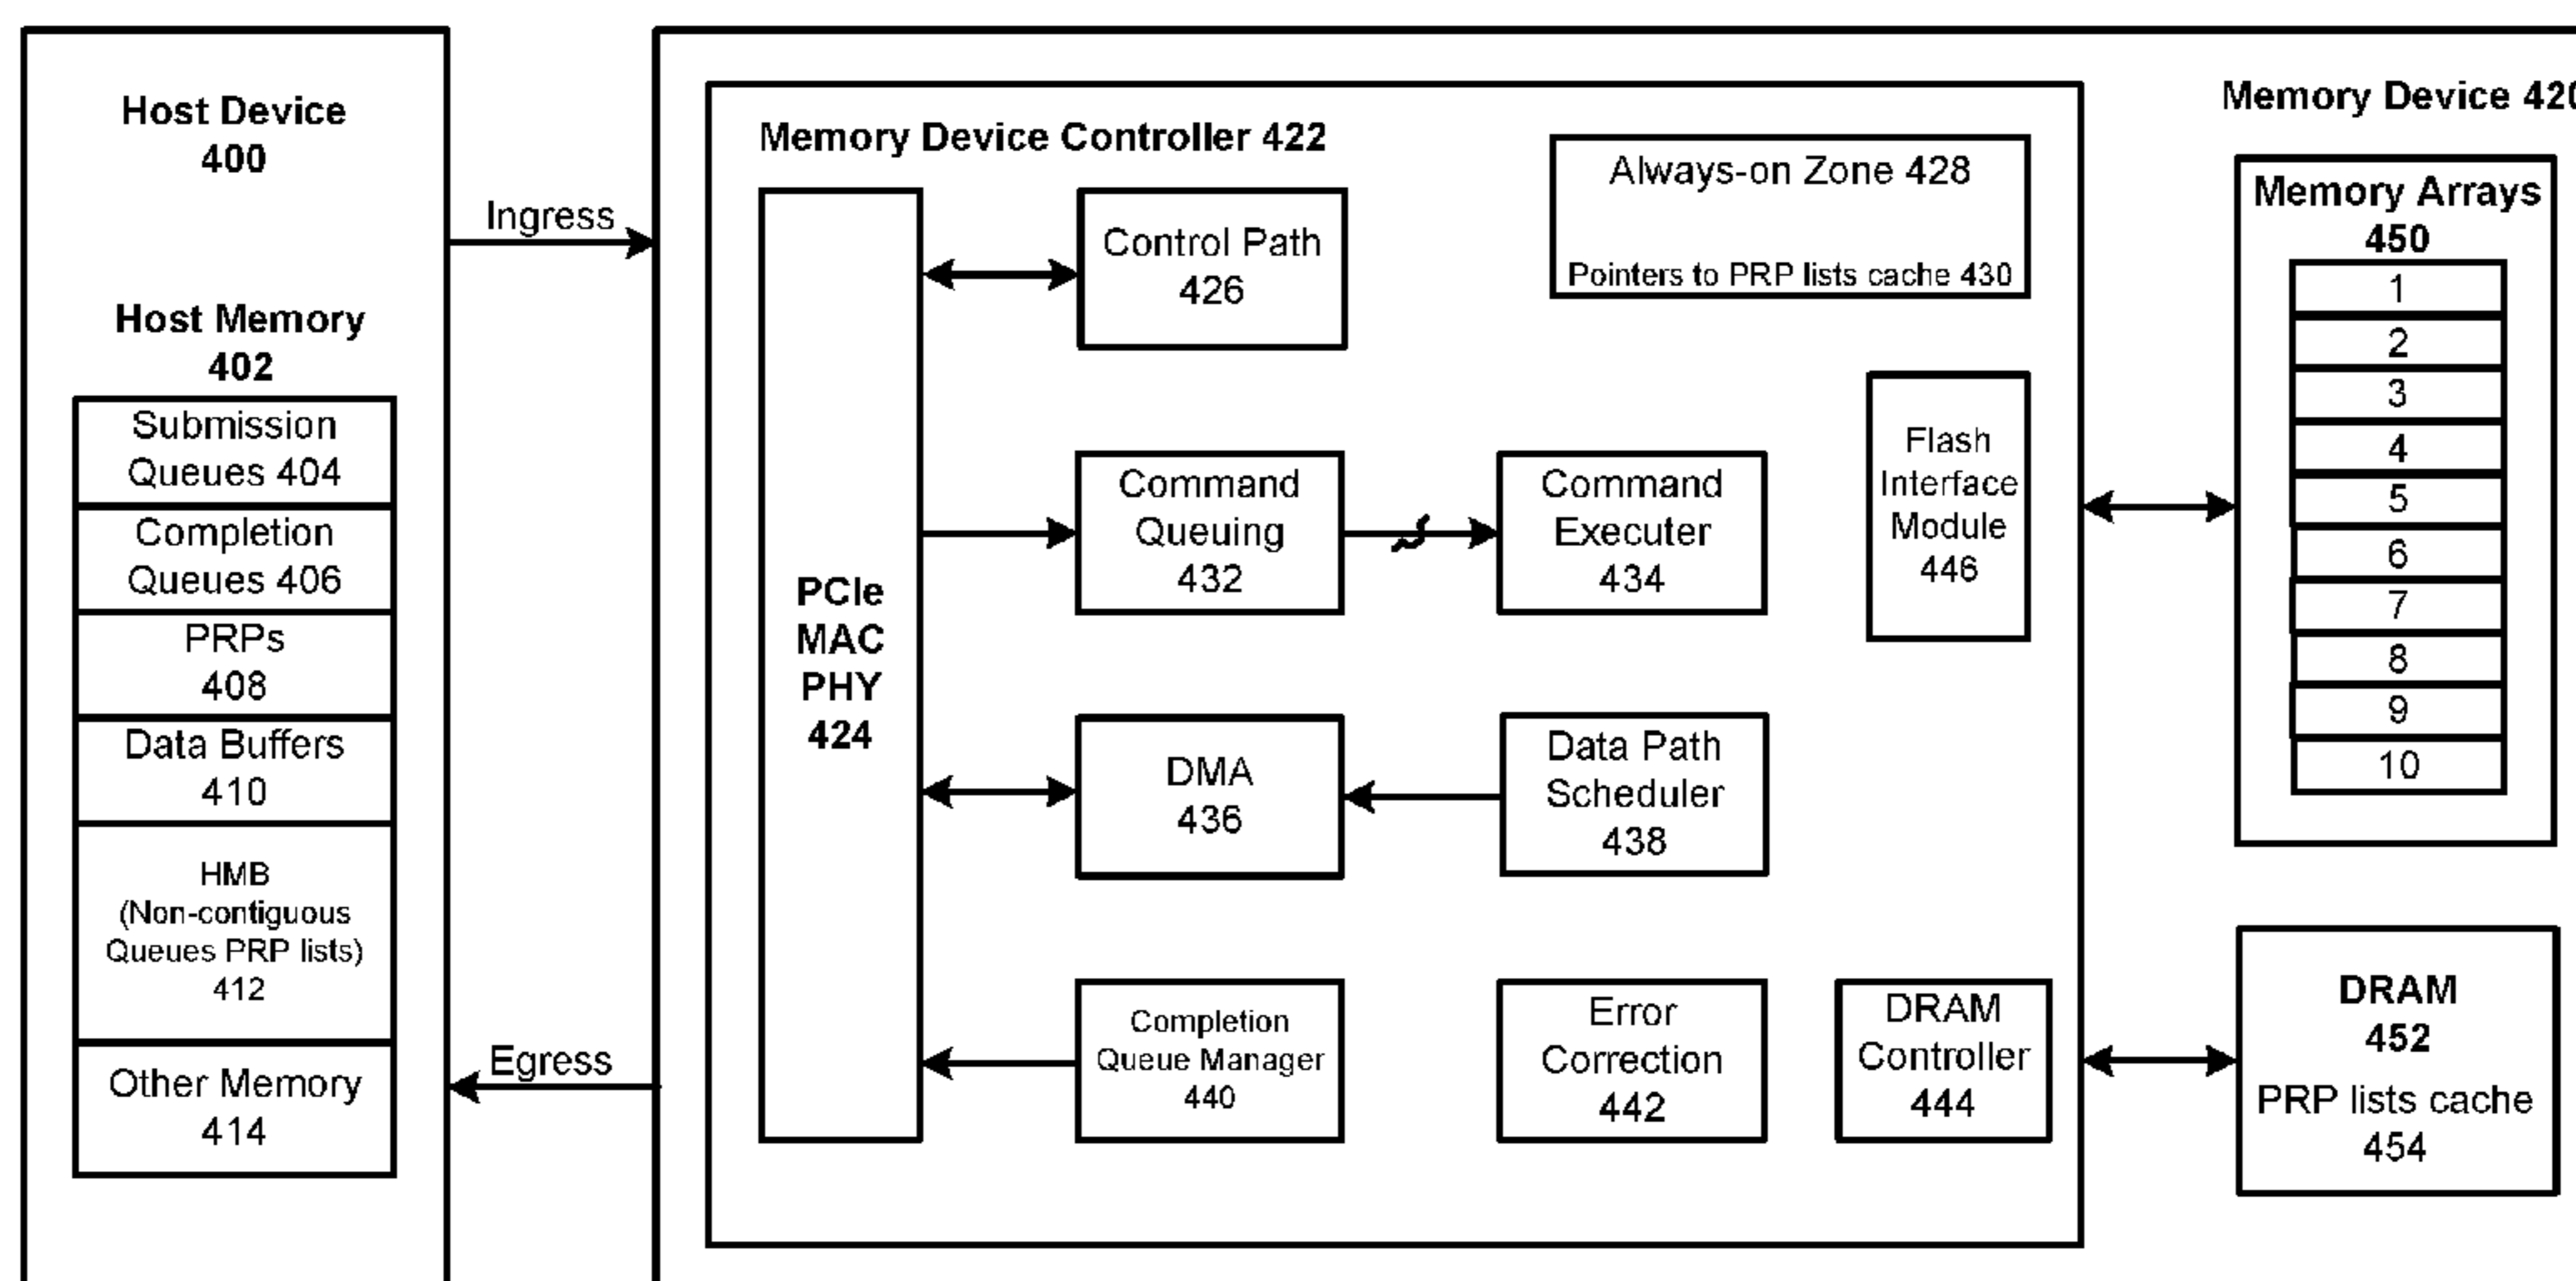 Host Device
400
Host Memory
402
Submission
Queues 404
Completion
Queues 406
PRPs
408
Data Buffers
410
HMB
(Non-contiguous
Queues PRP lists)
412
Other Memory
414
Ingress
Egress
Memory Device Controller 422
PCIe
MAC
PHY
424
Control Path
426
Always-on Zone 428
Pointers to PRP lists cache 430
Command
Queuing
432
Command
Executer
434
Flash
Interface
Module
446
DMA
436
Data Path
Scheduler
438
Completion
Queue Manager
440
Error
Correction
442
DRAM
Controller
444
Memory Device 420
Memory Arrays
450
1
2
3
4
5
6
7
8
9
10
DRAM
452
PRP lists cache
454